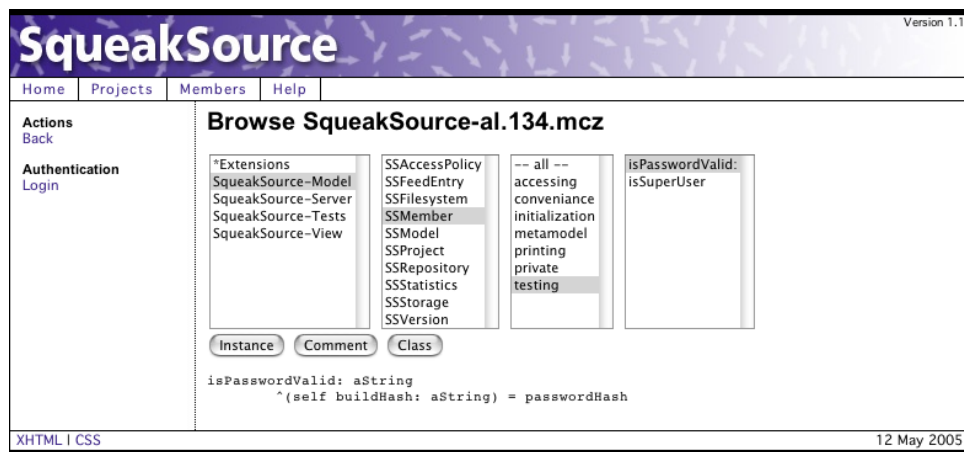 SqueakSource
Version 1.1
Home Projects Members Help
Actions
Back
Authentication
Login
Browse SqueakSource-al.134.mcz
*Extensions
SqueakSource-Model
SqueakSource-Server
SqueakSource-Tests
SqueakSource-View
SSAccessPolicy
SSFeedEntry
SSFilesystem
SSMember
SSModel
SSProject
SSRepository
SSStatistics
SSStorage
SSVersion
-- all --
accessing
conveniance
initialization
metamodel
printing
private
testing
isPasswordValid:
isSuperUser
Instance Comment Class
isPasswordValid: aString
^(self buildHash: aString) = passwordHash
XHTML | CSS
12 May 2005